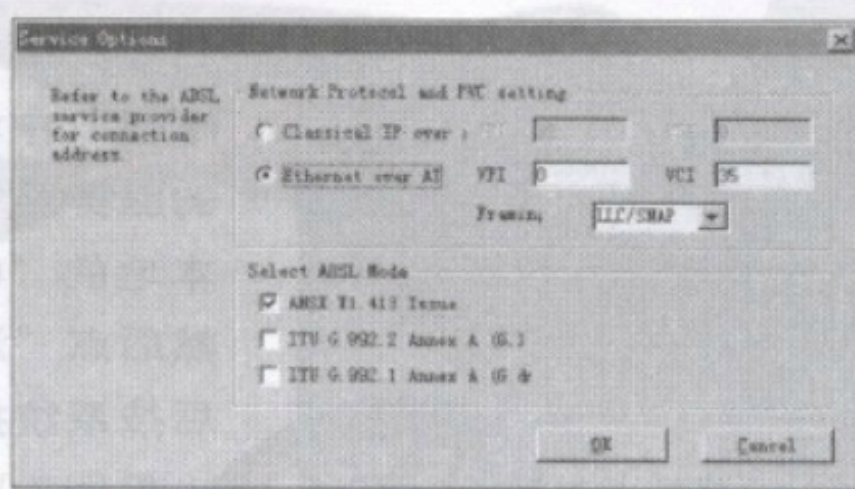 Service Options
Refer to the ADSL
service provider
for connection
address.
Network Protocol and PVC setting
Classical IP over
Ethernet over AT VPI 0 VCI 35
Framin, LLC/SNAP
Select ADSL Mode
ANSI T1.413 Issue
ITU G.992.2 Annex A (G.)
ITU G.992.1 Annex A (G d
OK Cancel